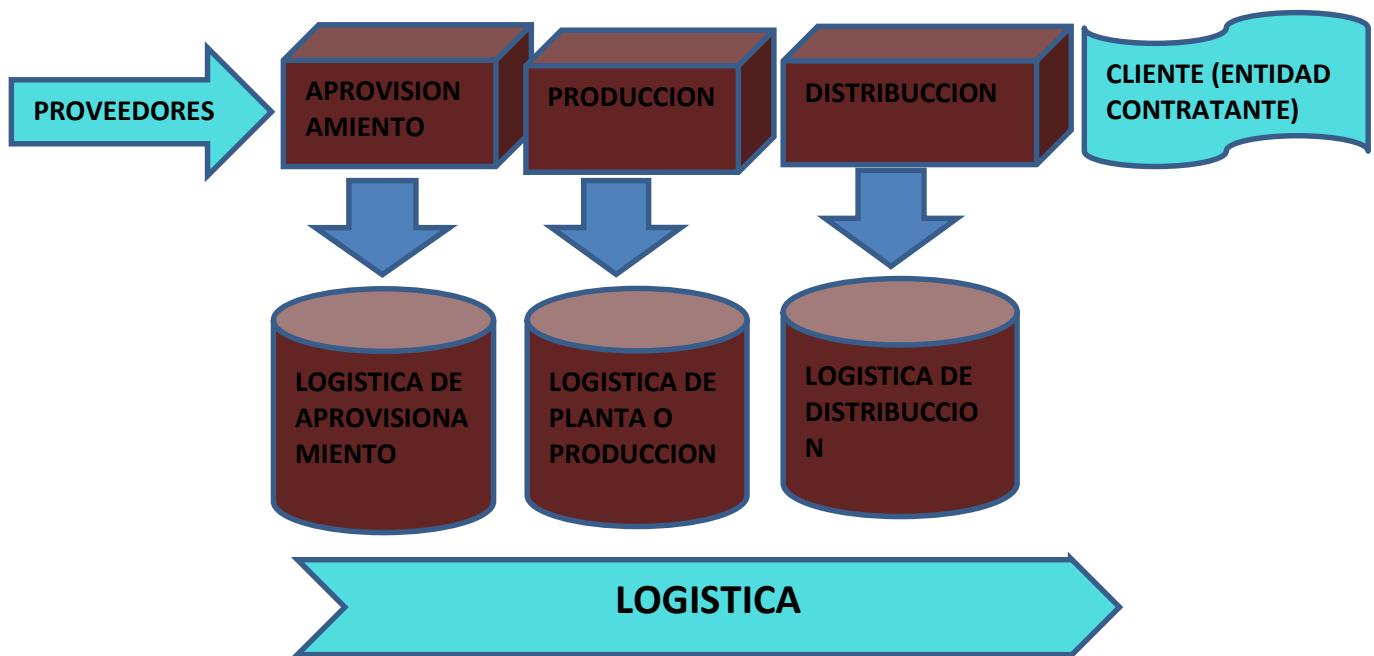 PROVEEDORES
APROVISION
AMIENTO
PRODUCCION
DISTRIBUCCION
CLIENTE (ENTIDAD
CONTRATANTE)
LOGISTICA DE
APROVISIONA
MIENTO
LOGISTICA DE
PLANTA O
PRODUCCION
LOGISTICA DE
DISTRIBUCCIO
N
LOGISTICA